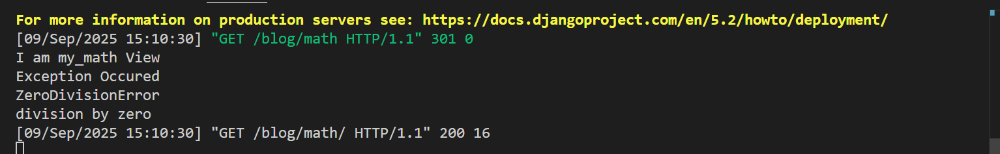 For more information on production servers see: https://docs.djangoproject.com/en/5.2/howto/deployment/
[09/Sep/2025 15:10:30] "GET /blog/math HTTP/1.1" 301 0
I am my_math View
Exception Occured
ZeroDivisionError
division by zero
[09/Sep/2025 15:10:30] "GET /blog/math/ HTTP/1.1" 200 16